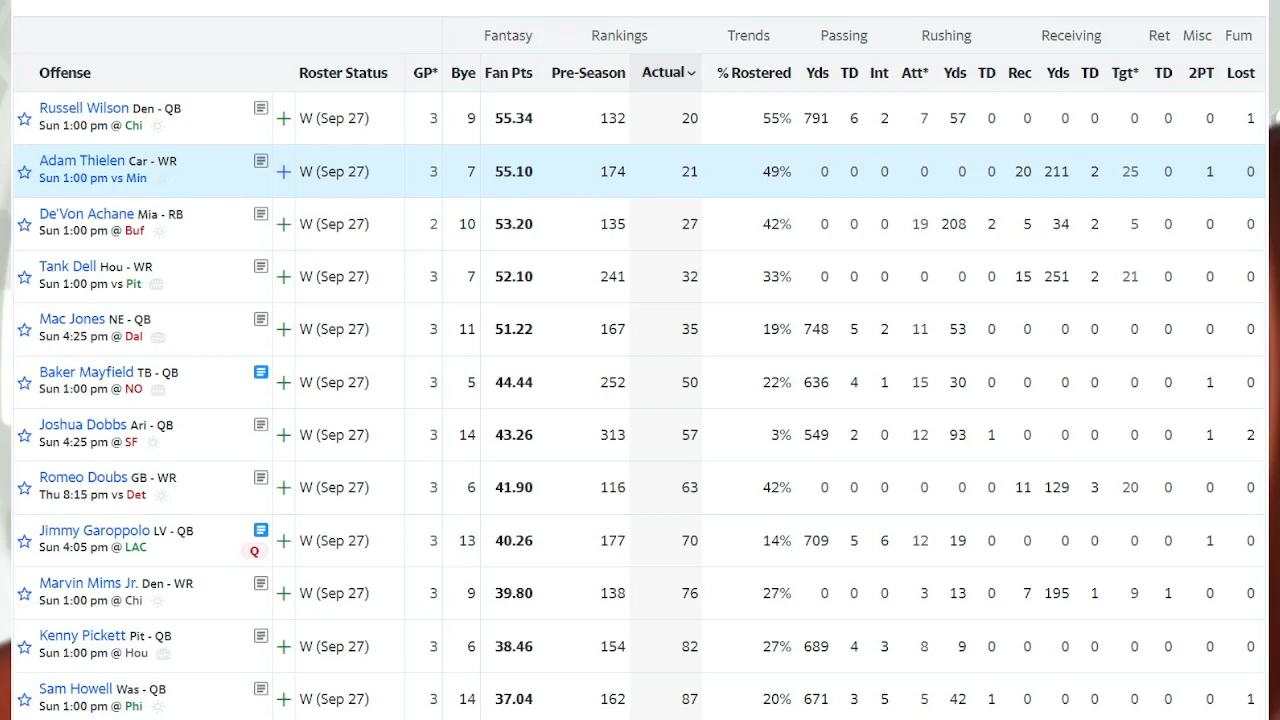 Fantasy Rankings Trends Passing Rushing Receiving Ret Misc Fum
Offense Roster Status GP* Bye Fan Pts Pre-Season Actual % Rostered Yds TD Int Att* Yds TD Rec Yds TD Tgt* TD 2PT Lost
Russell Wilson Den - QB
Sun 1:00 pm @ Chi
W (Sep 27) 3 9 55.34 132 20 55% 791 6 2 7 57 0 0 0 0 0 0 0 1
Adam Thielen Car - WR
Sun 1:00 pm vs Min
W (Sep 27) 3 7 55.10 174 21 49% 0 0 0 0 0 0 20 211 2 25 0 1 0
De'Von Achane Mia - RB
Sun 1:00 pm @ Buf
W (Sep 27) 2 10 53.20 135 27 42% 0 0 0 19 208 2 5 34 2 5 0 0 0
Tank Dell Hou - WR
Sun 1:00 pm vs Pit
W (Sep 27) 3 7 52.10 241 32 33% 0 0 0 0 0 0 15 251 2 21 0 0 0
Mac Jones NE - QB
Sun 4:25 pm @ Dal
W (Sep 27) 3 11 51.22 167 35 19% 748 5 2 11 53 0 0 0 0 0 0 0 0
Baker Mayfield TB - QB
Sun 1:00 pm @ NO
W (Sep 27) 3 5 44.44 252 50 22% 636 4 1 15 30 0 0 0 0 0 0 1 0
Joshua Dobbs Ari - QB
Sun 4:25 pm @ SF
W (Sep 27) 3 14 43.26 313 57 3% 549 2 0 12 93 1 0 0 0 0 0 1 2
Romeo Doubs GB - WR
Thu 8:15 pm vs Det
W (Sep 27) 3 6 41.90 116 63 42% 0 0 0 0 0 0 11 129 3 20 0 0 0
Jimmy Garoppolo LV - QB
Sun 4:05 pm @ LAC
Q
W (Sep 27) 3 13 40.26 177 70 14% 709 5 6 12 19 0 0 0 0 0 0 1 0
Marvin Mims Jr. Den - WR
Sun 1:00 pm @ Chi
W (Sep 27) 3 9 39.80 138 76 27% 0 0 0 3 13 0 7 195 1 9 1 0 0
Kenny Pickett Pit - QB
Sun 1:00 pm @ Hou
W (Sep 27) 3 6 38.46 154 82 27% 689 4 3 8 9 0 0 0 0 0 0 0 0
Sam Howell Was - QB
Sun 1:00 pm @ Phi
W (Sep 27) 3 14 37.04 162 87 20% 671 3 5 5 42 1 0 0 0 0 0 0 1